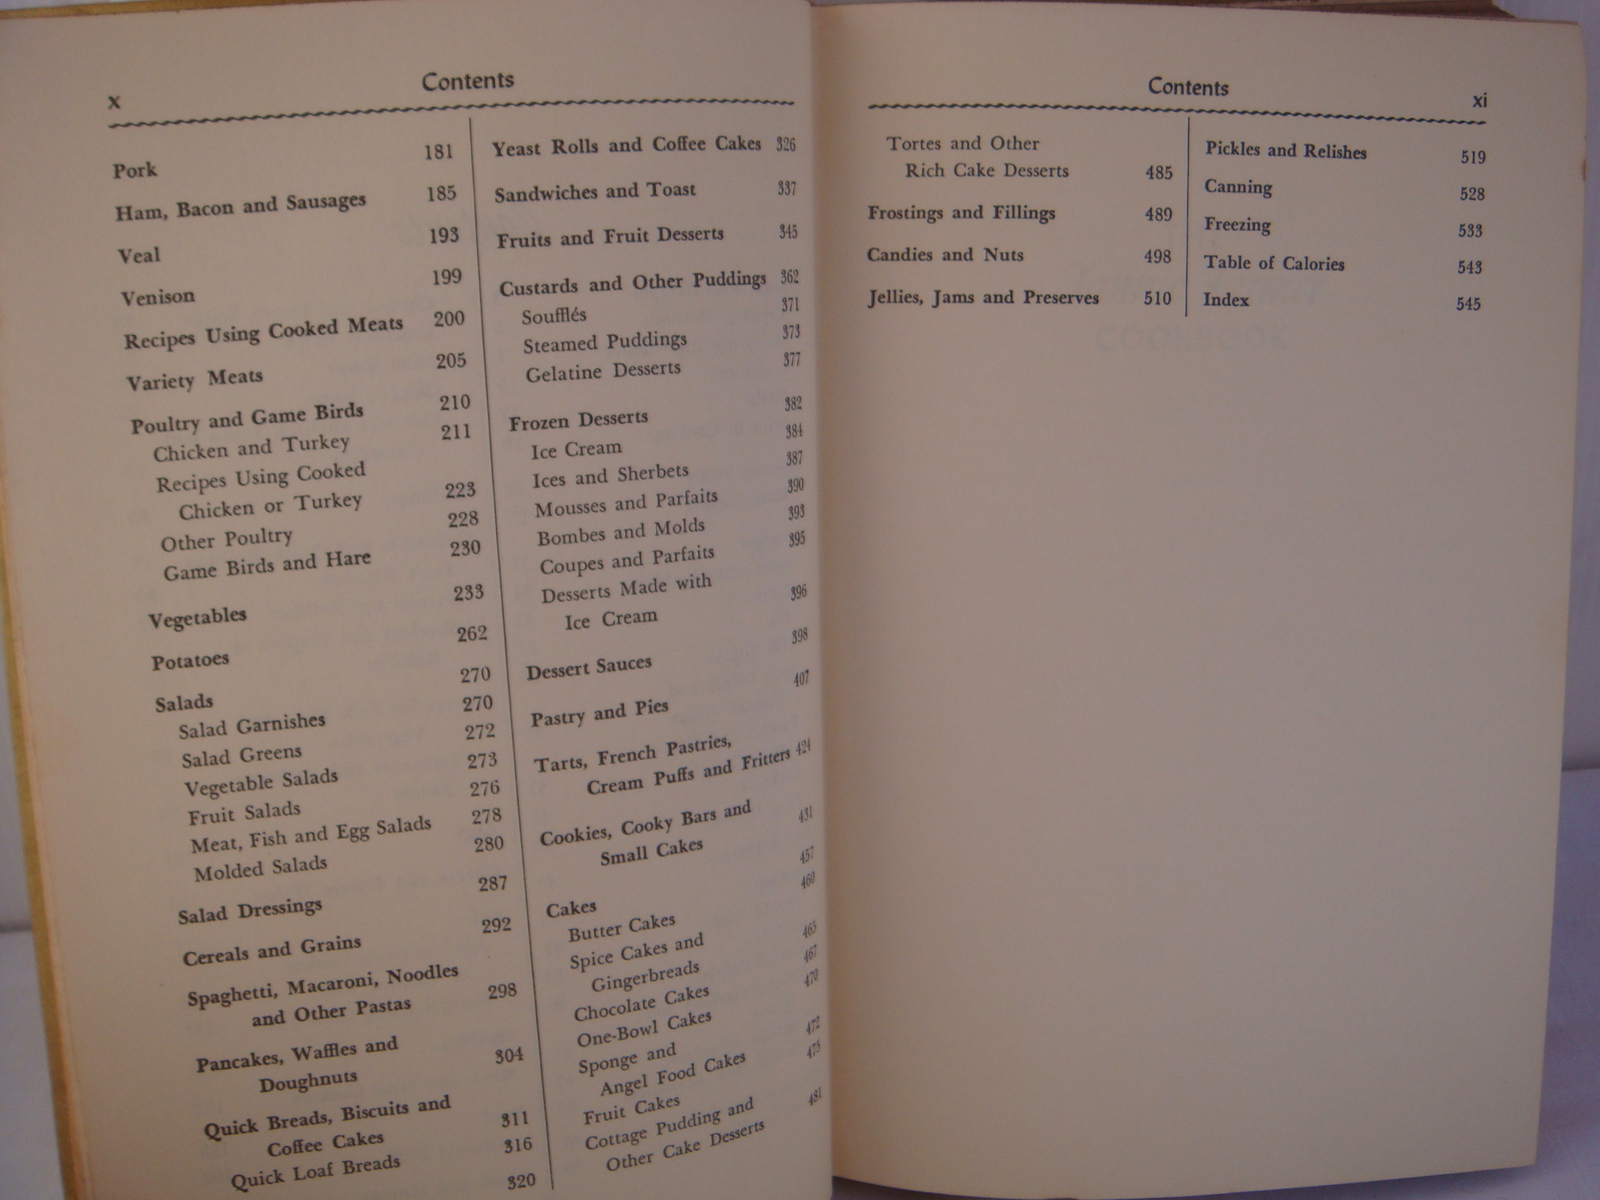 x
Contents
Pork 181
Ham, Bacon and Sausages 185
Veal 193
Venison 199
Recipes Using Cooked Meats 200
Variety Meats 205
Poultry and Game Birds 210
Chicken and Turkey 211
Recipes Using Cooked
Chicken or Turkey 223
Other Poultry 228
Game Birds and Hare 230
Vegetables 233
Potatoes 262
Salads 270
Salad Garnishes 270
Salad Greens 272
Vegetable Salads 273
Fruit Salads 276
Meat, Fish and Egg Salads 278
Molded Salads 280
Salad Dressings 287
Cereals and Grains 292
Spaghetti, Macaroni, Noodles
and Other Pastas 298
Pancakes, Waffles and
Doughnuts 304
Quick Breads, Biscuits and
Coffee Cakes 311
Quick Loaf Breads 316
320
Yeast Rolls and Coffee Cakes 326
Sandwiches and Toast 337
Fruits and Fruit Desserts 345
Custards and Other Puddings 362
Soufflés 371
Steamed Puddings 373
Gelatine Desserts 377
Frozen Desserts 382
Ice Cream 384
Ices and Sherbets 387
Mousses and Parfaits 390
Bombes and Molds 393
Coupes and Parfaits 395
Desserts Made with
Ice Cream 396
Dessert Sauces 398
Pastry and Pies 407
Tarts, French Pastries,
Cream Puffs and Fritters 424
Cookies, Cooky Bars and
Small Cakes 431
Cakes 457
Butter Cakes 460
Spice Cakes and
Gingerbreads 465
Chocolate Cakes 467
One-Bowl Cakes 470
Sponge and
Angel Food Cakes 472
Fruit Cakes 475
Cottage Pudding and
Other Cake Desserts 481
Contents
xi
Tortes and Other
Rich Cake Desserts 485
Frostings and Fillings 489
Candies and Nuts 498
Jellies, Jams and Preserves 510
Pickles and Relishes 519
Canning 528
Freezing 533
Table of Calories 543
Index 545